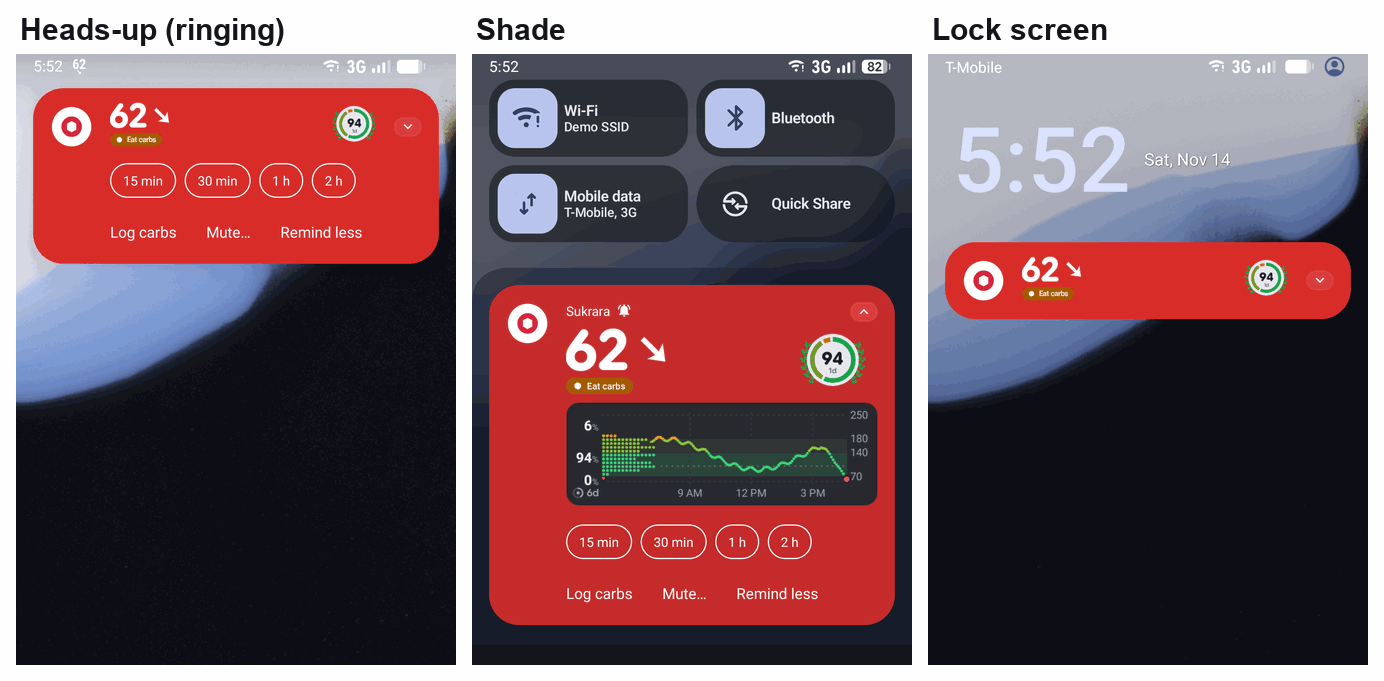 Heads-up (ringing)
5:52 62
3G
62
94
1d
Eat carbs
15 min 30 min 1 h 2 h
Log carbs Mute... Remind less
Shade
5:52
3G 82
Wi-Fi
Demo SSID
Bluetooth
Mobile data
T-Mobile, 3G
Quick Share
Sukrara
62
94
1d
Eat carbs
250
6%
180
140
94%
70
0%
6d 9 AM 12 PM 3 PM
15 min 30 min 1 h 2 h
Log carbs Mute... Remind less
Lock screen
T-Mobile
3G
5:52 Sat, Nov 14
62
94
1d
Eat carbs